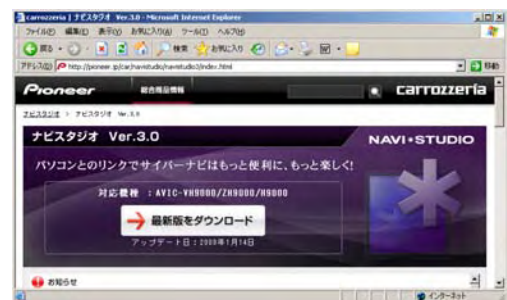 carrozzeria | ナビスタジオ Ver.3.0 - Microsoft Internet Explorer
ファイル(F) 編集(E) 表示(V) お気に入り(A) ツール(T) ヘルプ(H)
戻る 検索 お気に入り
アドレス(D) http://pioneer.jp/car/navistudio/navistudio3/index.html 移動
Pioneer 総合商品情報 carrozzeria
ナビスタジオ > ナビスタジオ Ver.3.0
ナビスタジオ Ver.3.0 NAVI•STUDIO
パソコンとのリンクでサイバーナビはもっと便利に、もっと楽しく!
対応機種 : AVIC-VH9000/ZH9000/H9000
最新版をダウンロード
アップデート日:2009年1月14日
お知らせ
インターネット